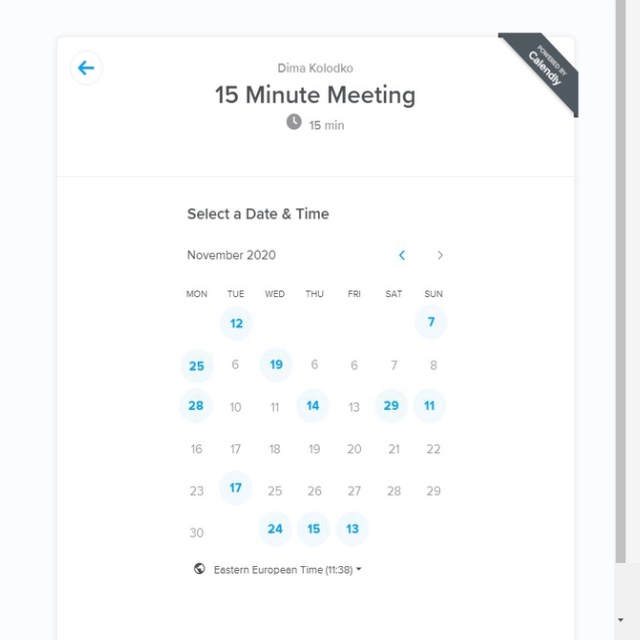 POWERED BY
Calendly
Dima Kolodko
15 Minute Meeting
15 min
Select a Date & Time
November 2020
MON TUE WED THU FRI SAT SUN
12 7
25 6 19 6 6 7 8
28 10 11 14 13 29 11
16 17 18 19 20 21 22
23 17 25 26 27 28 29
30 24 15 13
Eastern European Time (11:38)